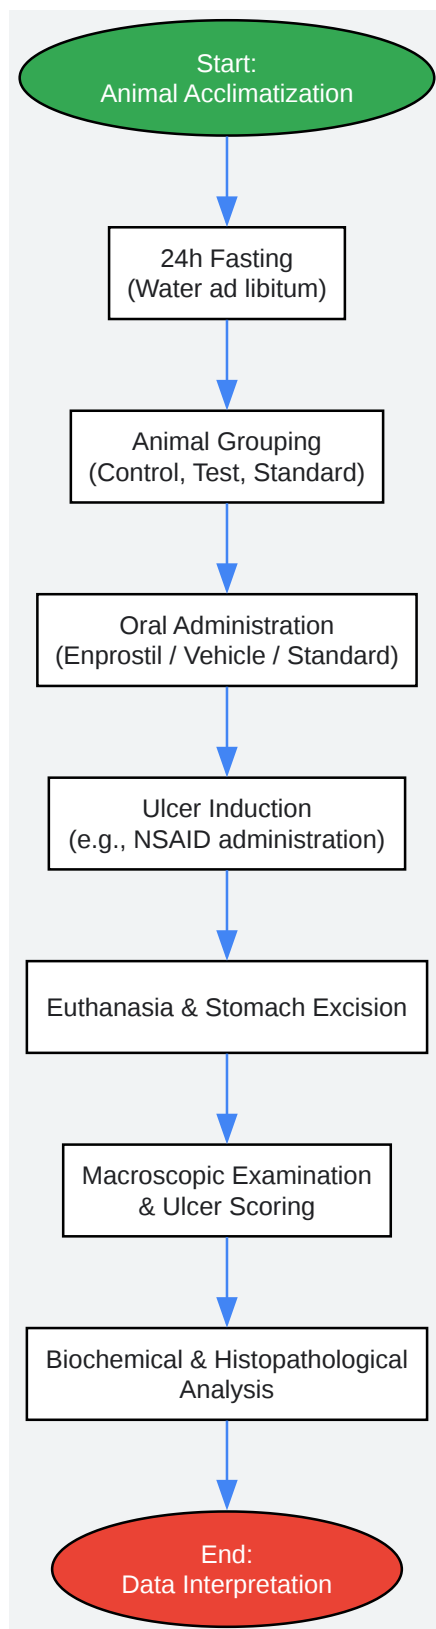 Start:
Animal Acclimatization
24h Fasting
(Water ad libitum)
Animal Grouping
(Control, Test, Standard)
Oral Administration
(Enprostil / Vehicle / Standard)
Ulcer Induction
(e.g., NSAID administration)
Euthanasia & Stomach Excision
Macroscopic Examination
& Ulcer Scoring
Biochemical & Histopathological
Analysis
End:
Data Interpretation